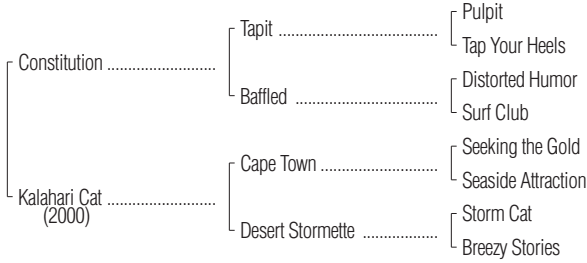 Pulpit
Tapit
Tap Your Heels
Constitution
Distorted Humor
Baffled
Surf Club
Seeking the Gold
Cape Town
Seaside Attraction
Kalahari Cat
(2000)
Storm Cat
Desert Stormette
Breezy Stories